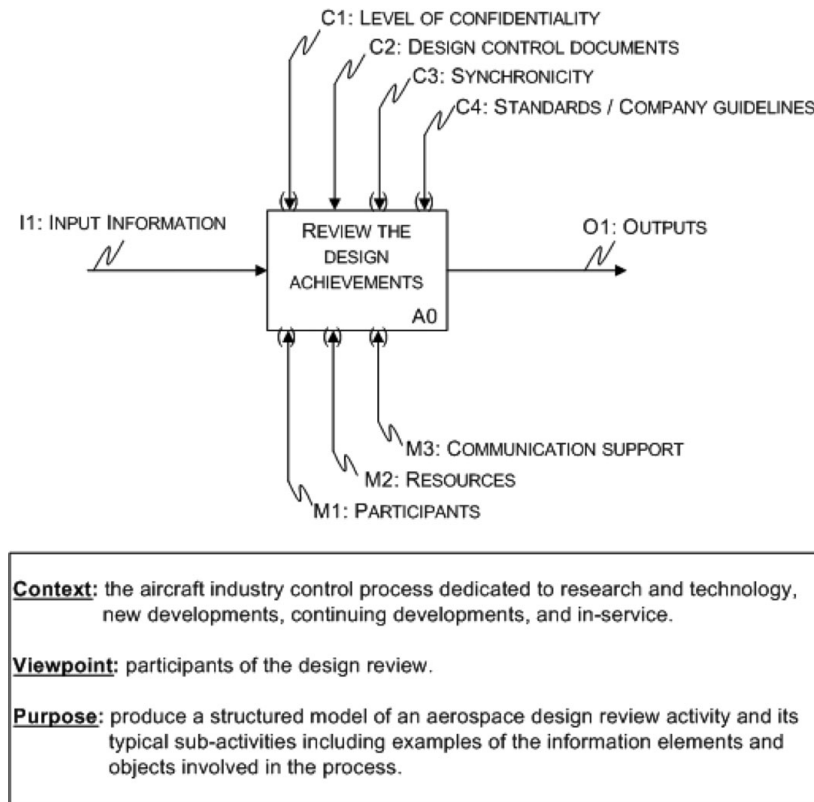 C1: LEVEL OF CONFIDENTIALITY
C2: DESIGN CONTROL DOCUMENTS
C3: SYNCHRONICITY
C4: STANDARDS / COMPANY GUIDELINES
I1: INPUT INFORMATION
REVIEW THE
DESIGN
ACHIEVEMENTS
A0
O1: OUTPUTS
M3: COMMUNICATION SUPPORT
M2: RESOURCES
M1: PARTICIPANTS
Context: the aircraft industry control process dedicated to research and technology,
new developments, continuing developments, and in-service.
Viewpoint: participants of the design review.
Purpose: produce a structured model of an aerospace design review activity and its
typical sub-activities including examples of the information elements and
objects involved in the process.